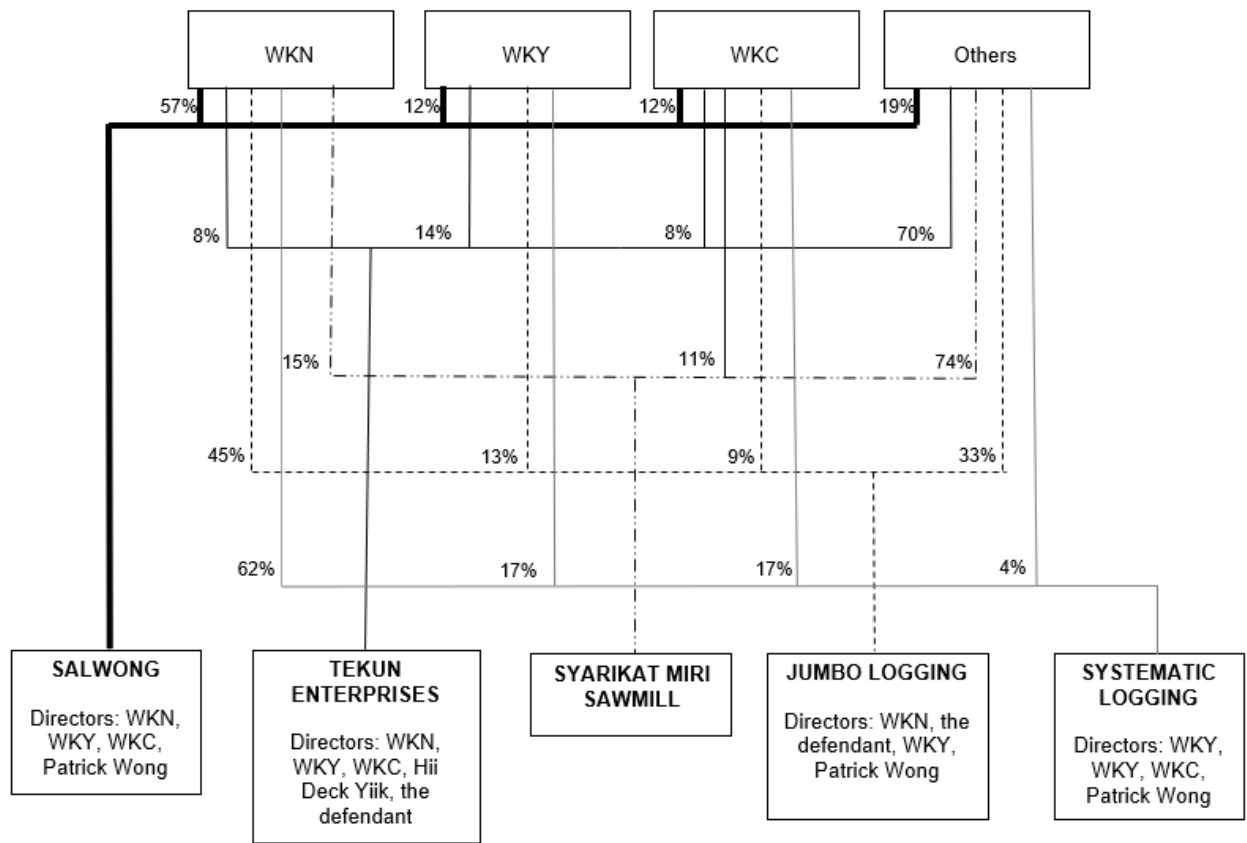 WKN
WKY
WKC
Others
57%
12%
12%
19%
8%
14%
8%
70%
15%
11%
74%
45%
13%
9%
33%
62%
17%
17%
4%
SALWONG
Directors: WKN,
WKY, WKC,
Patrick Wong
TEKUN
ENTERPRISES
Directors: WKN,
WKY, WKC, Hii
Deck Yiik, the
defendant
SYARIKAT MIRI
SAWMILL
JUMBO LOGGING
Directors: WKN, the
defendant, WKY,
Patrick Wong
SYSTEMATIC
LOGGING
Directors: WKY,
WKY, WKC,
Patrick Wong